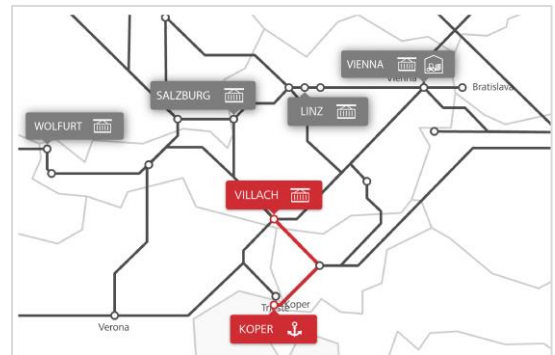 VIENNA
Vienna
Bratislava
SALZBURG
LINZ
WOLFURT
VILLACH
Trieste
Koper
KOPER
Verona